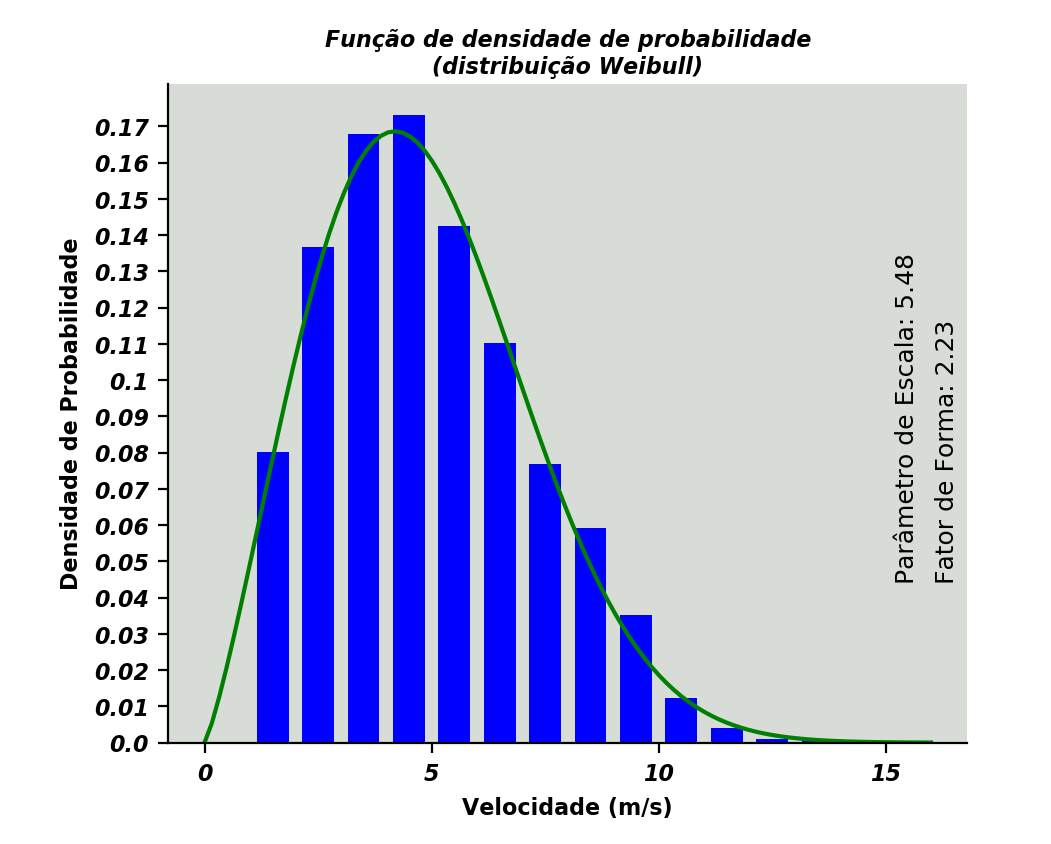 Função de densidade de probabilidade
(distribuição Weibull)
Densidade de Probabilidade
0.17
0.16
0.15
0.14
0.13
0.12
0.11
0.1
0.09
0.08
0.07
0.06
0.05
0.04
0.03
0.02
0.01
0.0
0 5 10 15
Velocidade (m/s)
Parâmetro de Escala: 5.48
Fator de Forma: 2.23